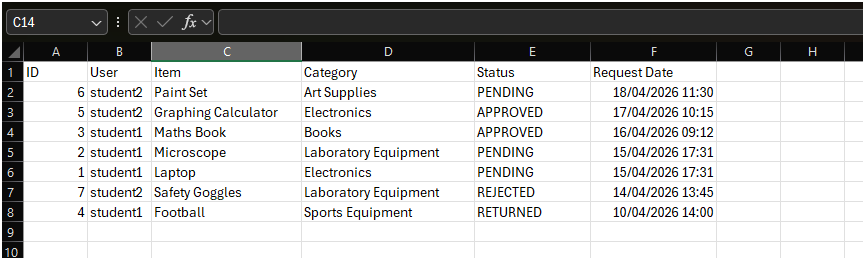 C14 fx
A B C D E F G H
1 ID User Item Category Status Request Date
2 6 student2 Paint Set Art Supplies PENDING 18/04/2026 11:30
3 5 student2 Graphing Calculator Electronics APPROVED 17/04/2026 10:15
4 3 student1 Maths Book Books APPROVED 16/04/2026 09:12
5 2 student1 Microscope Laboratory Equipment PENDING 15/04/2026 17:31
6 1 student1 Laptop Electronics PENDING 15/04/2026 17:31
7 7 student2 Safety Goggles Laboratory Equipment REJECTED 14/04/2026 13:45
8 4 student1 Football Sports Equipment RETURNED 10/04/2026 14:00
9
10